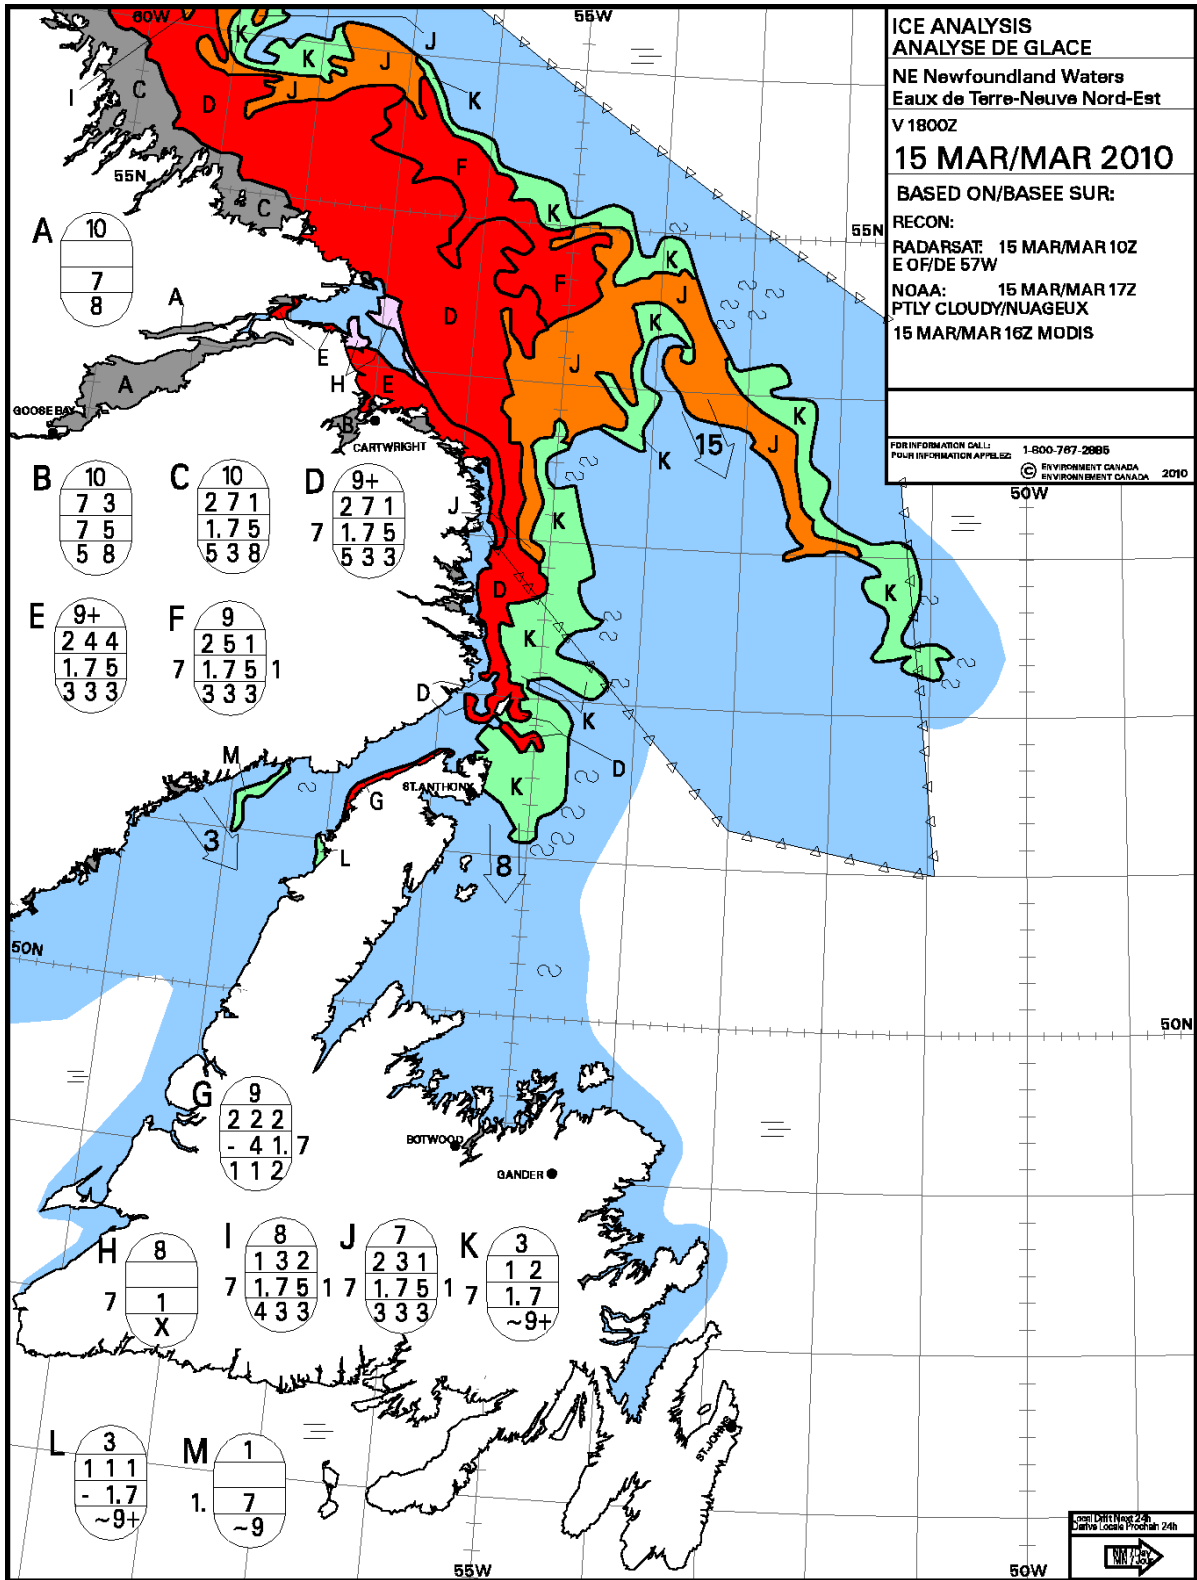 60W
55W
ICE ANALYSIS
ANALYSE DE GLACE
NE Newfoundland Waters
Eaux de Terre-Neuve Nord-Est
V 1800Z
15 MAR/MAR 2010
BASED ON/BASEE SUR:
RECON:
RADARSAT: 15 MAR/MAR 10Z
E OF/DE 57W
NOAA: 15 MAR/MAR 17Z
PTLY CLOUDY/NUAGEUX
15 MAR/MAR 16Z MODIS
FOR INFORMATION CALL: 1-800-767-2885
POUR INFORMATION APPELEZ:
© ENVIRONMENT CANADA 2010
ENVIRONNEMENT CANADA
K
J
K
J
J
K
I
C
D
F
55N
C
K
55N
K
F
J
K
D
J
A
E
H
E
A
B
K
J
15
K
J
GOOSE BAY
CARTWRIGHT
50W
A
10
7
8
B
10
7 3
7 5
5 8
C
10
2 7 1
1. 7 5
5 3 8
D
9+
2 7 1
7 1. 7 5
5 3 3
E
9+
2 4 4
1. 7 5
3 3 3
F
9
2 5 1
7 1. 7 5 1
3 3 3
J
K
D
K
K
D
K
D
M
K
G
ST. ANTHONY
3
L
8
50N
50N
G
9
2 2 2
- 4 1. 7
1 1 2
BOTWOOD
GANDER
H
8
7 1
X
I
8
1 3 2
7 1. 7 5 1
4 3 3
J
7
2 3 1
7 1. 7 5 1
3 3 3
K
3
1 2
7 1. 7
~9+
L
3
1 1 1
- 1. 7
~9+
M
1
1. 7
~9
ST. JOHNS
55W
50W
Local Drift Next 24h
Derive Locale Prochain 24h
NM / Day
MN / Jour